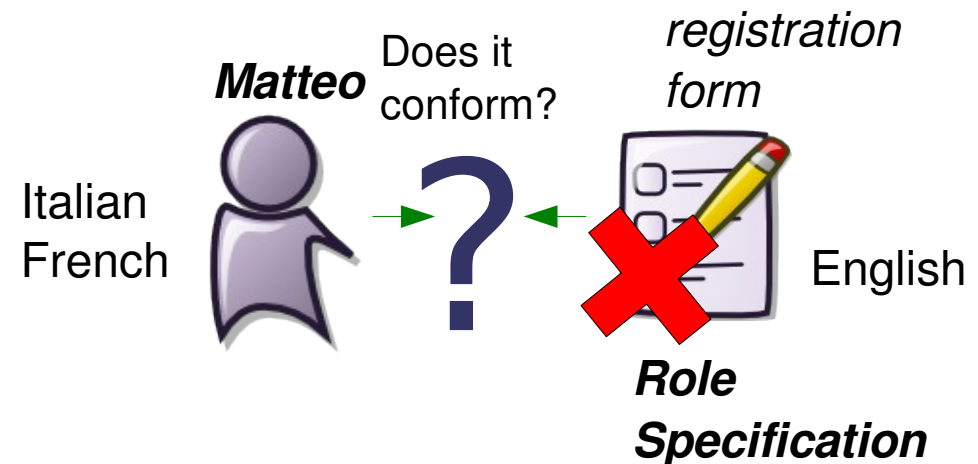 Matteo
Does it
conform?
registration
form
Italian
French
?
English
Role
Specification